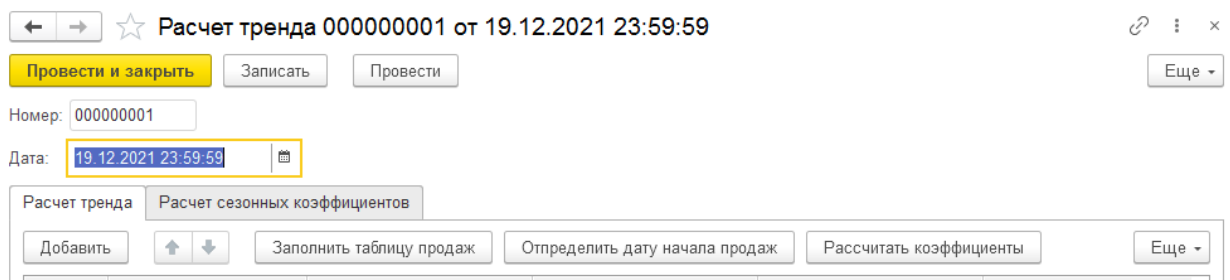 Расчет тренда 000000001 от 19.12.2021 23:59:59
Провести и закрыть Записать Провести Еще
Номер: 000000001
Дата: 19.12.2021 23:59:59
Расчет тренда Расчет сезонных коэффициентов
Добавить Заполнить таблицу продаж Отпределить дату начала продаж Рассчитать коэффициенты Еще